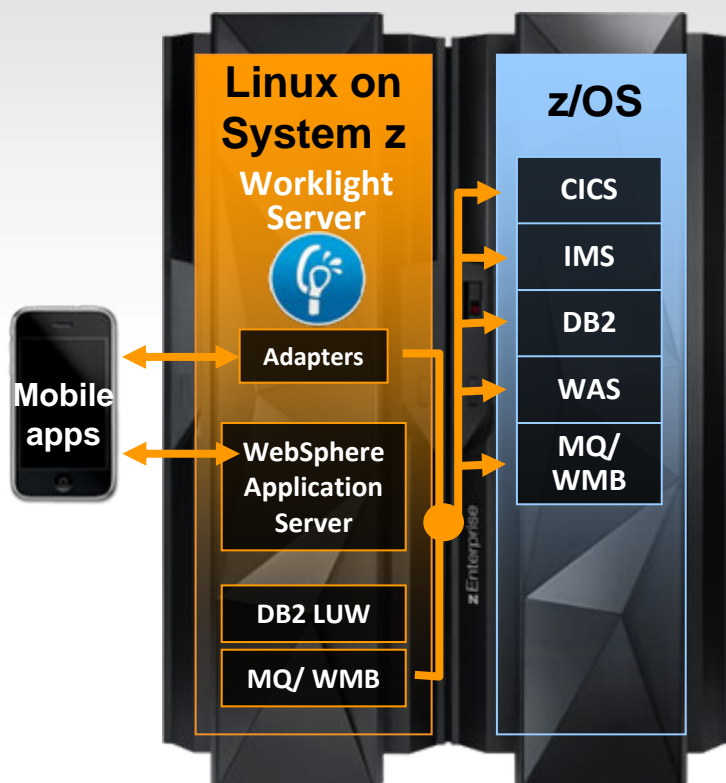 Linux on
System z
Worklight
Server
Adapters
WebSphere
Application
Server
DB2 LUW
MQ/ WMB
Mobile
apps
z/OS
CICS
IMS
DB2
WAS
MQ/
WMB
zEnterprise